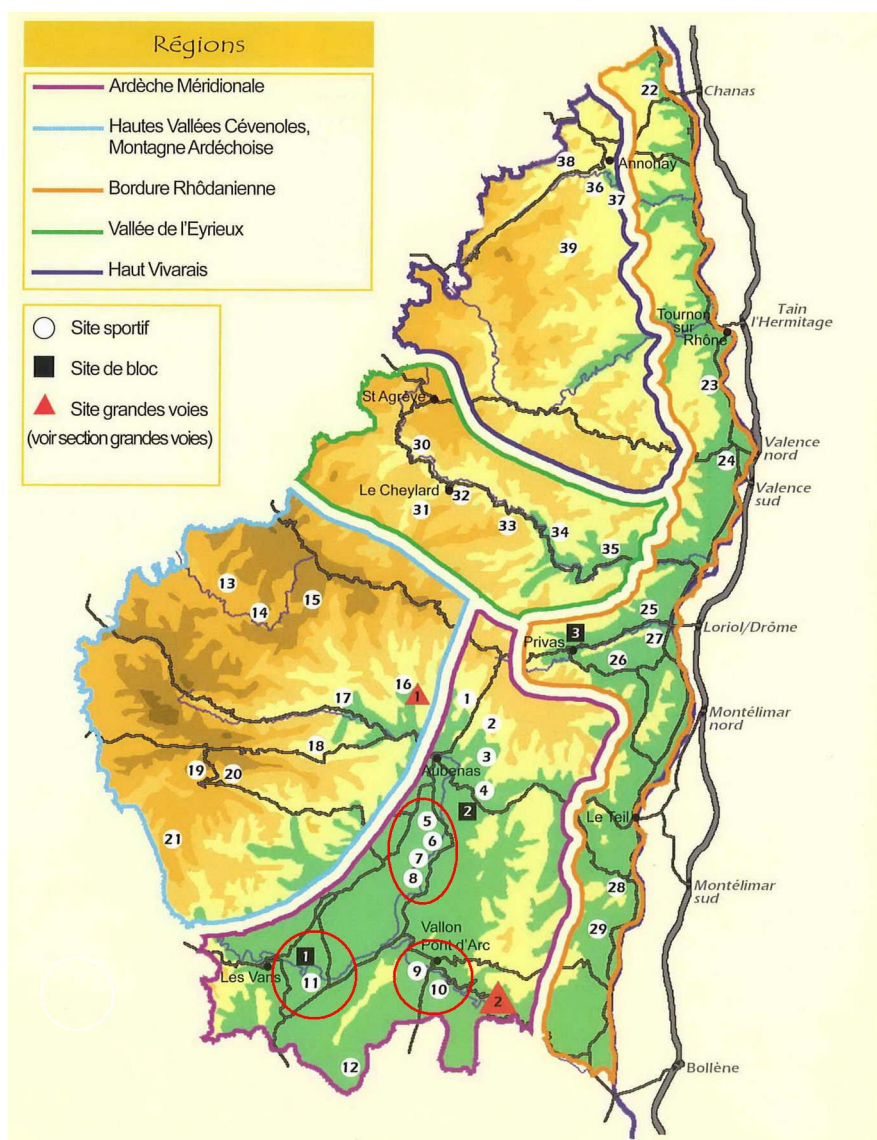 Régions
Ardèche Méridionale
Hautes Vallées Cévenoles,
Montagne Ardéchoise
Bordure Rhôdanienne
Vallée de l'Eyrieux
Haut Vivarais
Site sportif
Site de bloc
Site grandes voies
(voir section grandes voies)
22
Chanas
38
Annonay
36
37
39
Tain
l'Hermitage
Tournon
sur
Rhône
23
St Agrève
30
24
Valence
nord
Valence
sud
Le Cheylard
32
31
33
34
35
13
14
15
25
Loriol/Drôme
3
27
Privas
26
16
1
17
1
2
Montélimar
nord
18
3
Aubenas
19
20
4
2
Le Teil
5
21
6
7
8
28
Montélimar
sud
29
Vallon
Pont d'Arc
1
Les Vans
11
9
10
2
12
Bollène